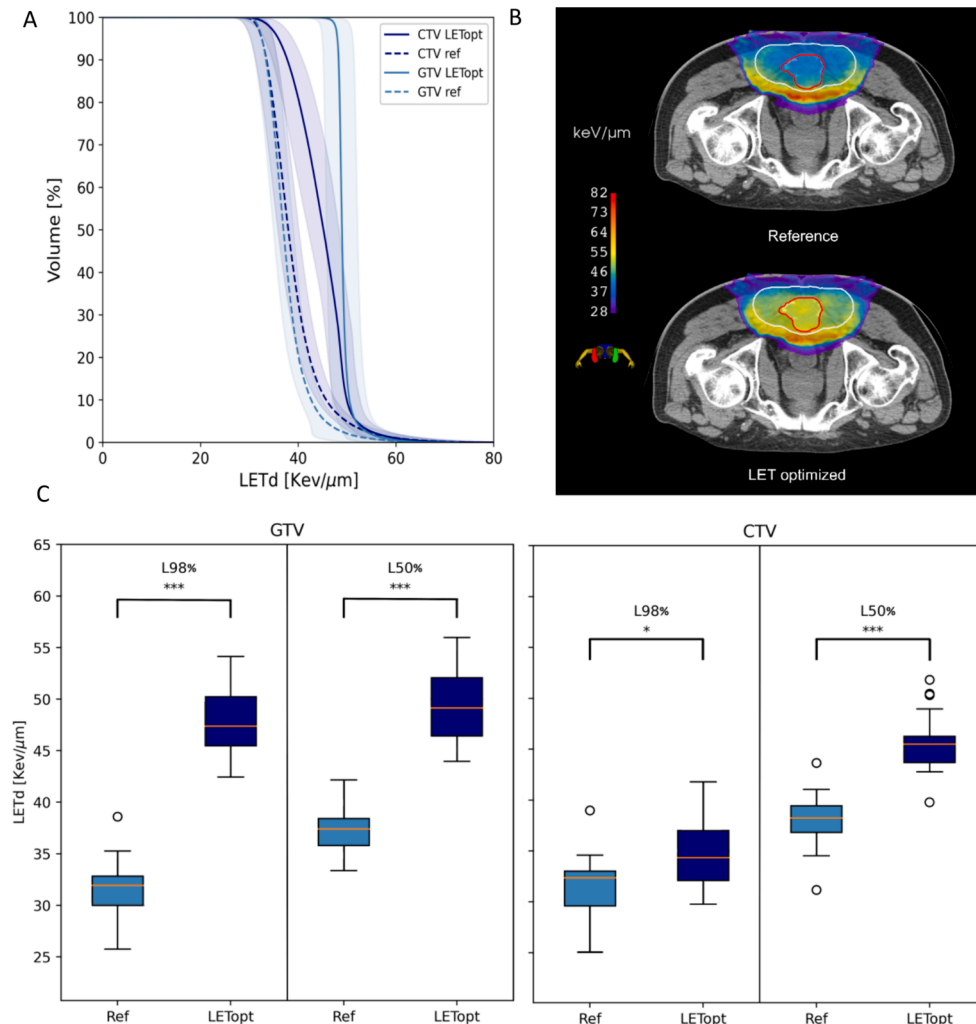 A
100
90
80
70
60
50
40
30
20
10
0
Volume [%]
0 20 40 60 80
LETd [Kev/μm]
CTV LETopt
CTV ref
GTV LETopt
GTV ref
B
keV/μm
82
73
64
55
46
37
28
Reference
LET optimized
C
GTV
65
60
55
50
45
40
35
30
25
LETd [Kev/μm]
L98%
***
L50%
***
Ref LETopt Ref LETopt
CTV
L98%
*
L50%
***
Ref LETopt Ref LETopt